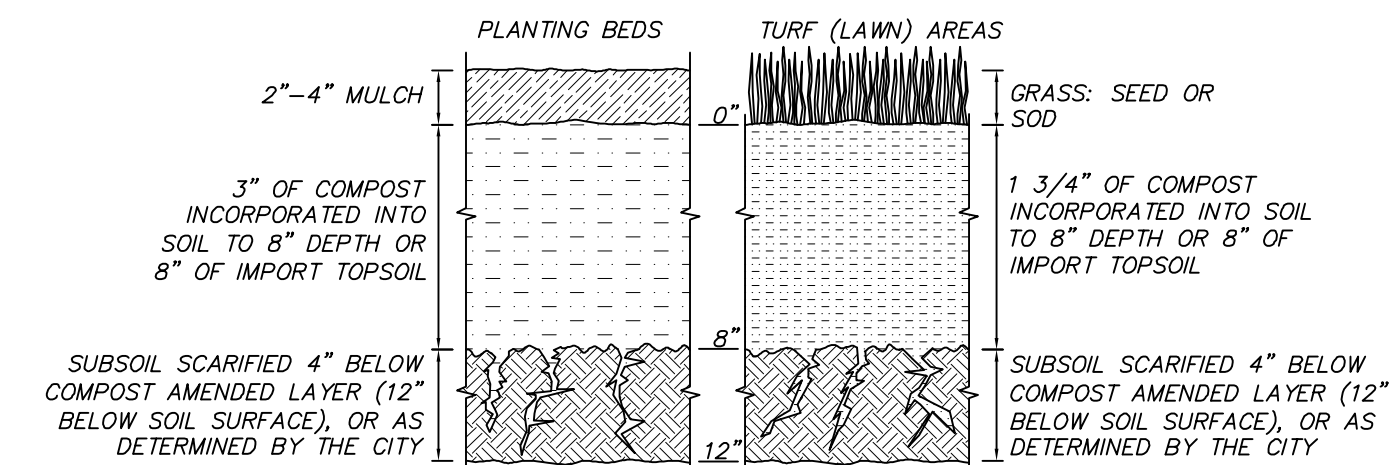 PLANTING BEDS
TURF (LAWN) AREAS
2"–4" MULCH
3" OF COMPOST
INCORPORATED INTO
SOIL TO 8" DEPTH OR
8" OF IMPORT TOPSOIL
SUBSOIL SCARIFIED 4" BELOW
COMPOST AMENDED LAYER (12"
BELOW SOIL SURFACE), OR AS
DETERMINED BY THE CITY
0"
8"
12"
GRASS: SEED OR
SOD
1 3/4" OF COMPOST
INCORPORATED INTO SOIL
TO 8" DEPTH OR 8" OF
IMPORT TOPSOIL
SUBSOIL SCARIFIED 4" BELOW
COMPOST AMENDED LAYER (12"
BELOW SOIL SURFACE), OR AS
DETERMINED BY THE CITY